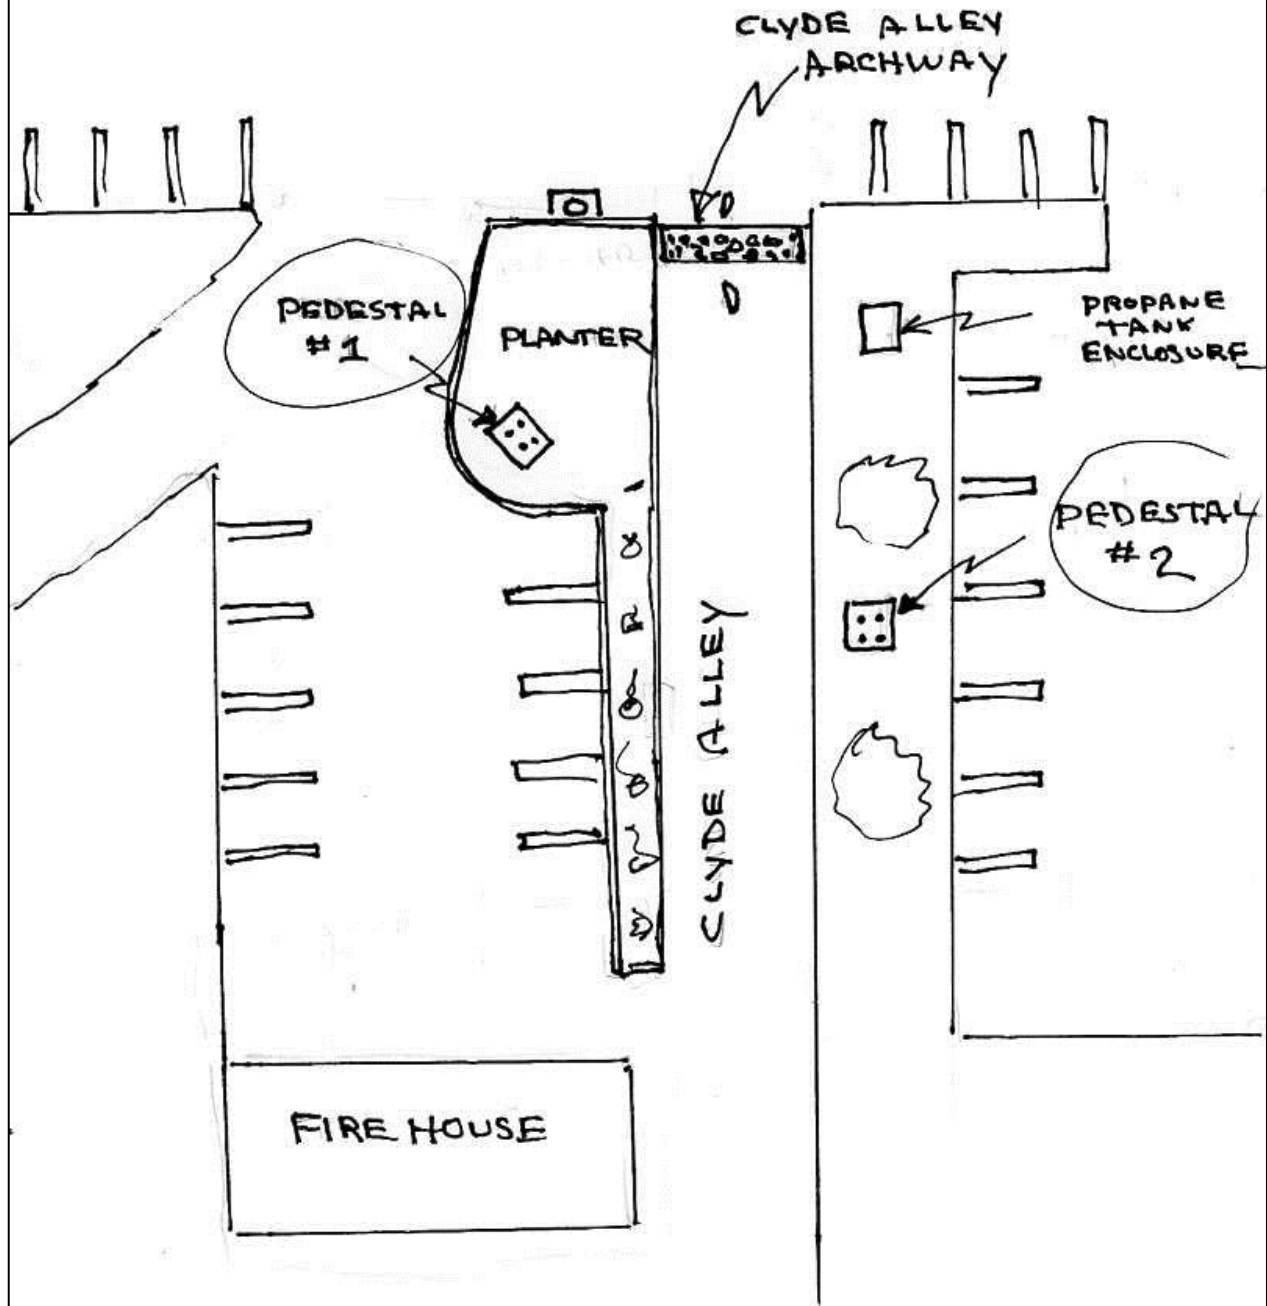 CLYDE ALLEY
ARCHWAY
PEDESTAL
#1
PLANTER
PROPANE
TANK
ENCLOSURE
PEDESTAL
#2
CLYDE ALLEY
FIRE HOUSE